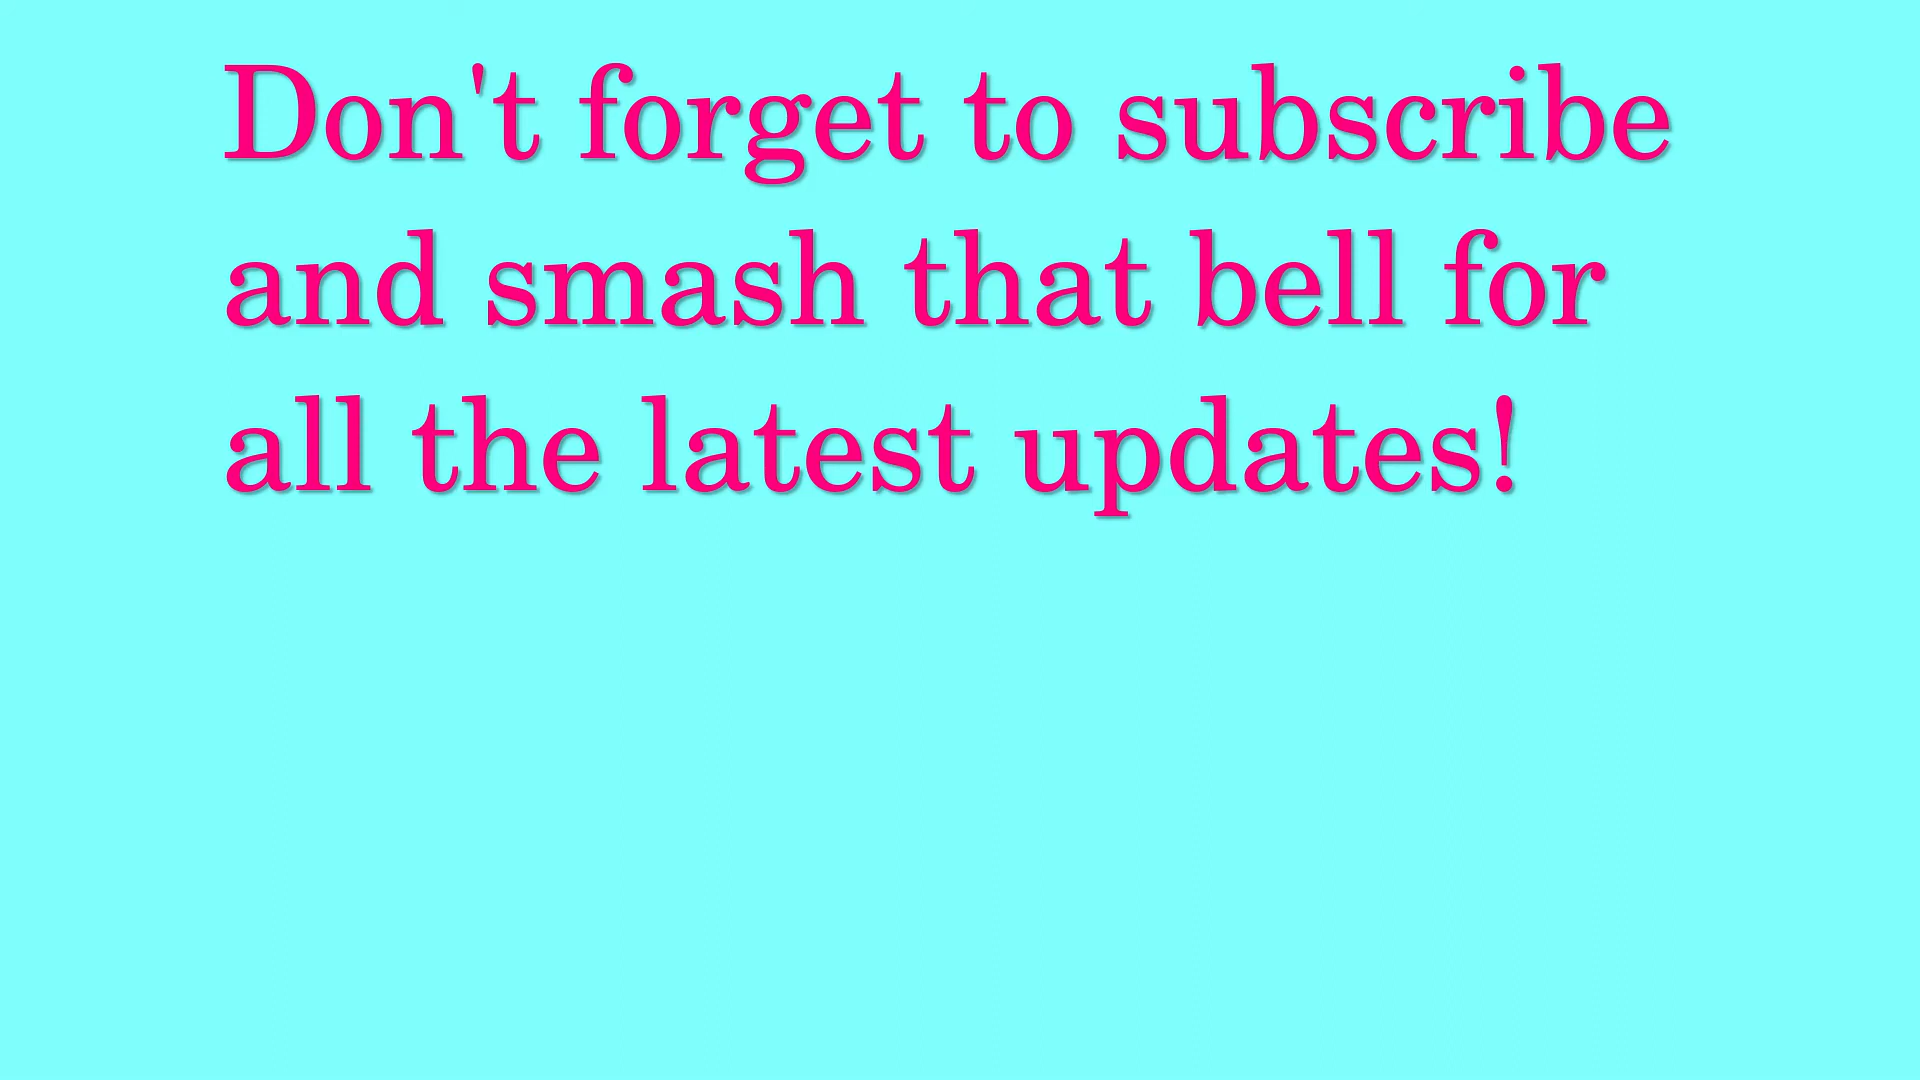 Don't forget to subscribe
and smash that bell for
all the latest updates!